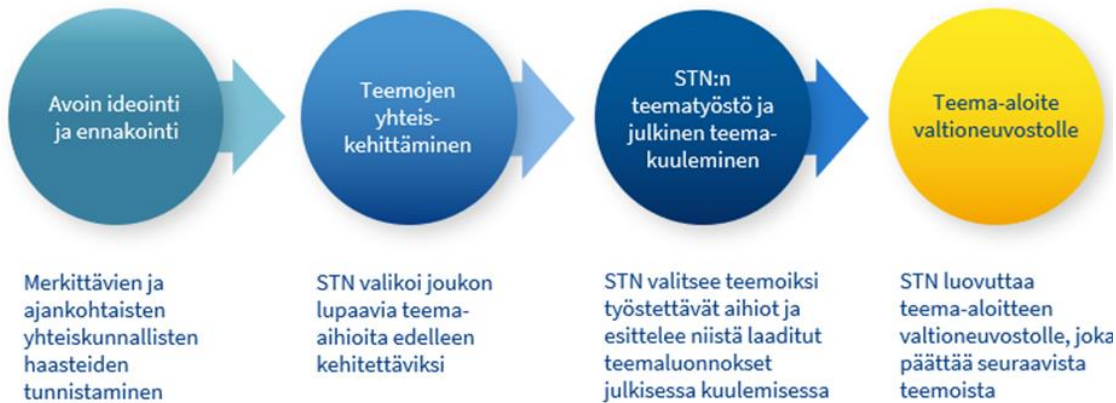 Avoin ideointi
ja ennakointi
Teemojen
yhteis-
kehittäminen
STN:n
teematyöstö ja
julkinen teema-
kuuleminen
Teema-aloite
valtioneuvostolle
Merkittävien ja
ajankohtaisten
yhteiskunnallisten
haasteiden
tunnistaminen
STN valikoi joukon
lupaavia teema-
aihioita edelleen
kehitettäviksi
STN valitsee teemoiksi
työstettävät aihiot ja
esittelee niistä laaditut
teemaluonnokset
julkisessa kuulemisessa
STN luovuttaa
teema-aloitteen
valtioneuvostolle, joka
päättää seuraavista
teemoista